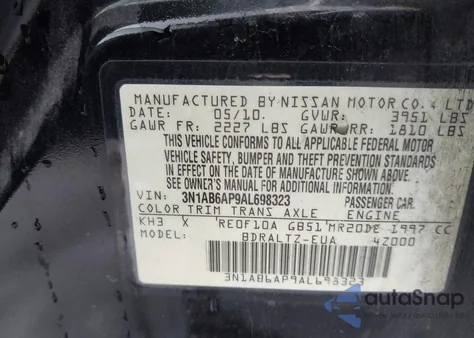 MANUFACTURED BY NISSAN MOTOR CO., LTD
DATE: 05/10. GVWR: 3951 LBS
GAWR FR: 2227 LBS GAWR RR: 1810 LBS
THIS VEHICLE CONFORMS TO ALL APPLICABLE FEDERAL MOTOR
VEHICLE SAFETY, BUMPER AND THEFT PREVENTION STANDARDS
IN EFFECT ON THE DATE OF MANUFACTURE SHOWN ABOVE.
SEE OWNER'S MANUAL FOR ADDITIONAL INFORMATION.
VIN: 3N1AB6AP9AL698323 PASSENGER CAR
COLOR TRIM TRANS AXLE ENGINE
KH3 X RE0F10A GB51 MR20DE 1997 CC
BDRALTZ-EUA 4Z000
3N1AB6AP9AL698323
autoSnap